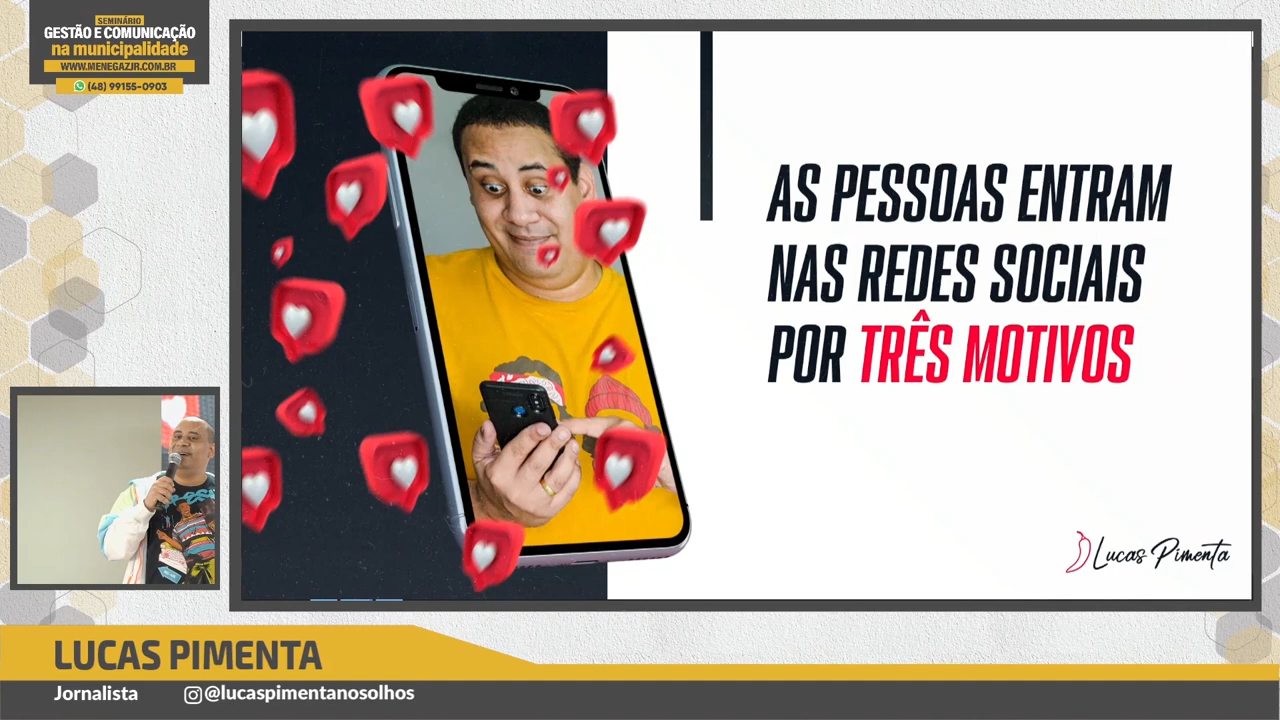 SEMINÁRIO
GESTÃO E COMUNICAÇÃO
na municipalidade
WWW.MENEGAZJR.COM.BR
(48) 99155-0903
AS PESSOAS ENTRAM
NAS REDES SOCIAIS
POR TRÊS MOTIVOS
Lucas Pimenta
LUCAS PIMENTA
Jornalista
@lucaspimentanosolhos